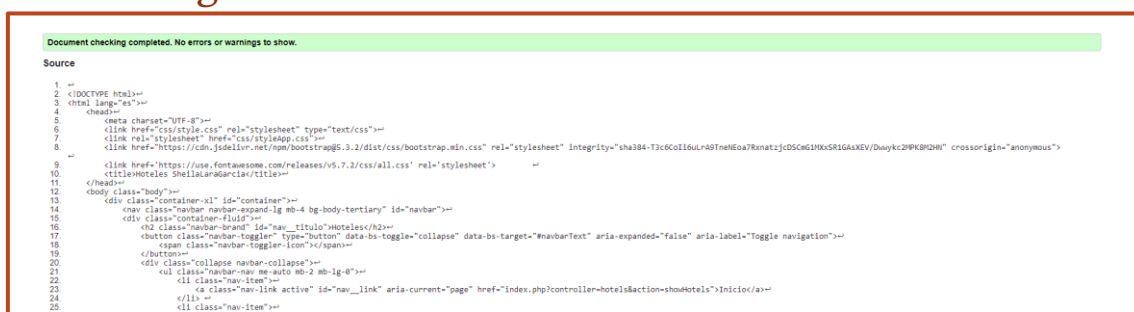 Document checking completed. No errors or warnings to show.
Source
1. ↩
2. <!DOCTYPE html>↩
3. <html lang="es">↩
4. <head>↩
5. <meta charset="UTF-8">↩
6. <link href="css/style.css" rel="stylesheet" type="text/css">↩
7. <link rel="stylesheet" href="css/styleApp.css">↩
8. <link href="https://cdn.jsdelivr.net/npm/bootstrap@5.3.2/dist/css/bootstrap.min.css" rel="stylesheet" integrity="sha384-T3c6CoIi6uLrA9TneNEoa7RxnatzjcDSCmG1MXxSR1GAsXEV/Dwwykc2MPK8M2HN" crossorigin="anonymous">
↩
9. <link href='https://use.fontawesome.com/releases/v5.7.2/css/all.css' rel='stylesheet'> ↩
10. <title>Hoteles SheilaLaraGarcia</title>↩
11. </head>↩
12. <body class="body">↩
13. <div class="container-xl" id="container">↩
14. <nav class="navbar navbar-expand-lg mb-4 bg-body-tertiary" id="navbar">↩
15. <div class="container-fluid">↩
16. <h2 class="navbar-brand" id="nav__titulo">Hoteles</h2>↩
17. <button class="navbar-toggler" type="button" data-bs-toggle="collapse" data-bs-target="#navbarText" aria-expanded="false" aria-label="Toggle navigation">↩
18. <span class="navbar-toggler-icon"></span>↩
19. </button>↩
20. <div class="collapse navbar-collapse">↩
21. <ul class="navbar-nav me-auto mb-2 mb-lg-0">↩
22. <li class="nav-item">↩
23. <a class="nav-link active" id="nav__link" aria-current="page" href="index.php?controller=hotels&action=showHotels">Inicio</a>↩
24. </li> ↩
25. <li class="nav-item">↩